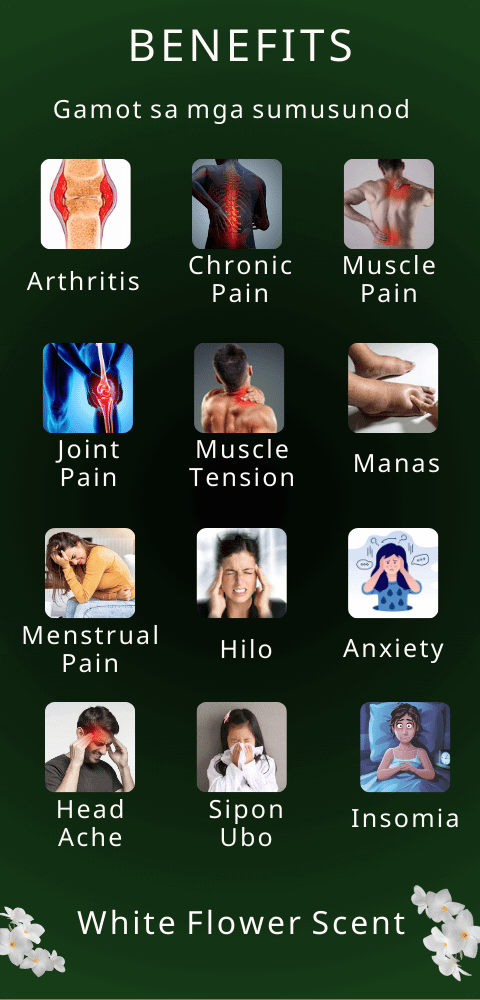 BENEFITS
Gamot sa mga sumusunod
Arthritis
Chronic
Pain
Muscle
Pain
Joint
Pain
Muscle
Tension
Manas
Menstrual
Pain
Hilo
Anxiety
Head
Ache
Sipon
Ubo
Insomia
White Flower Scent